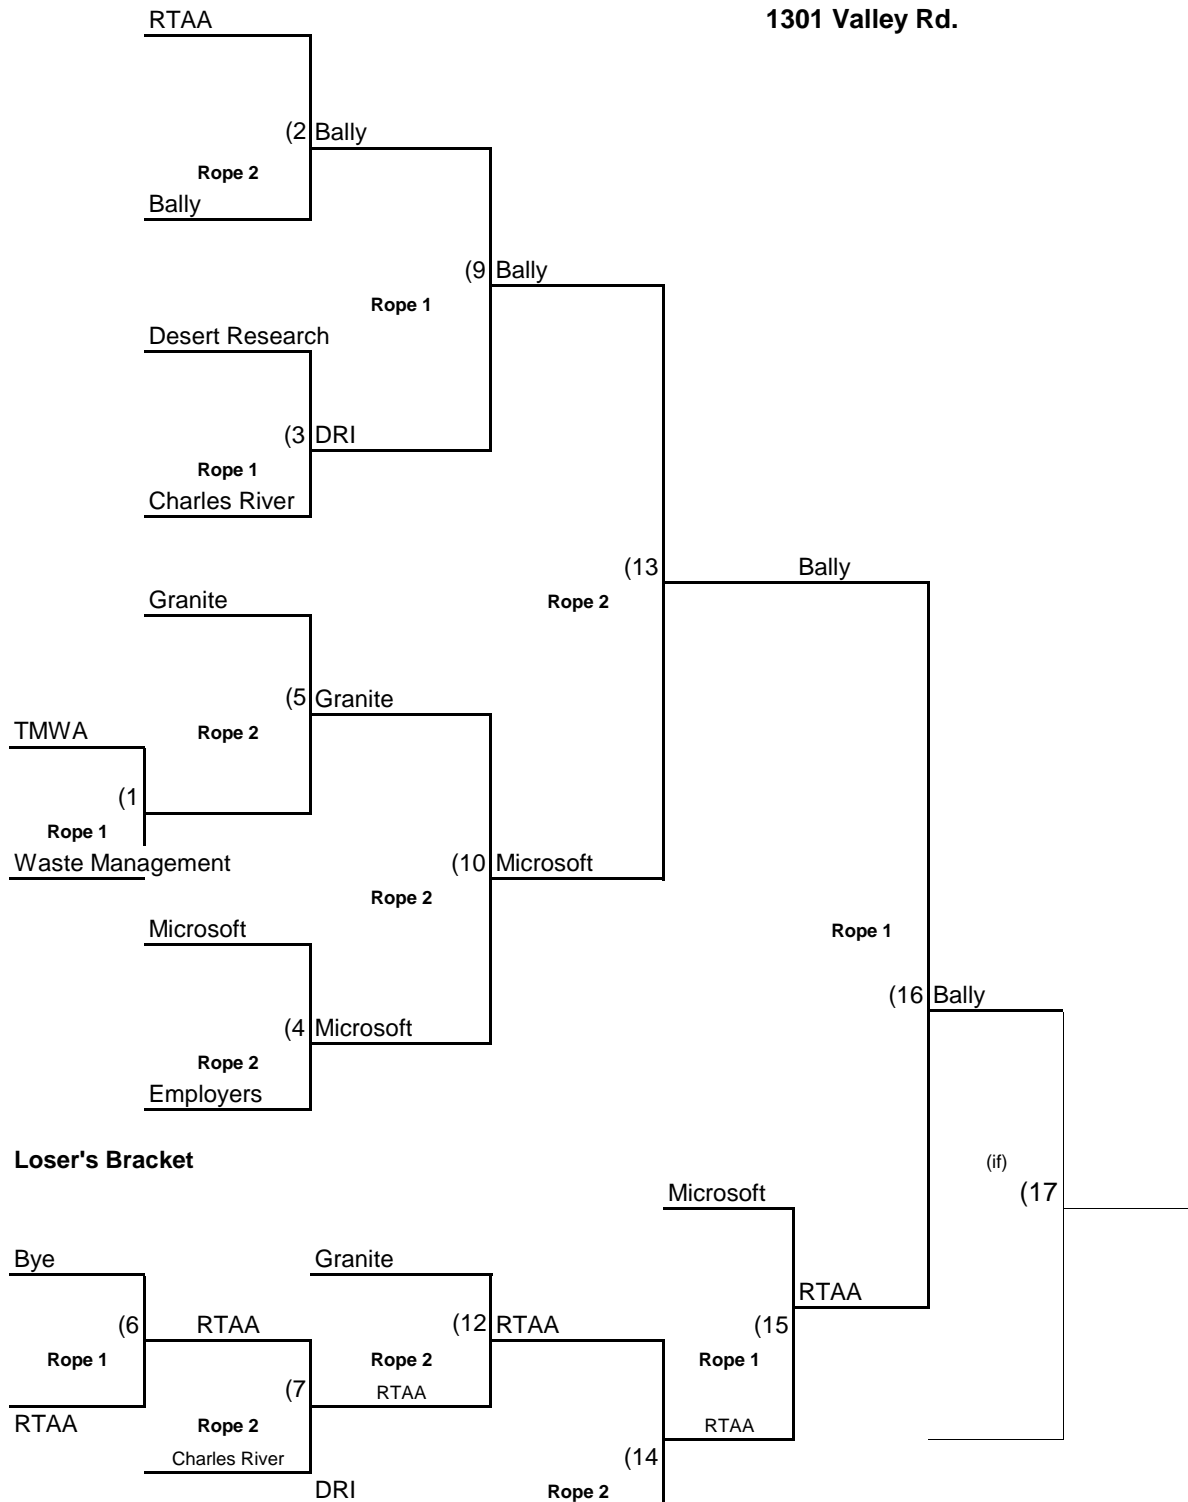 RTAA
1301 Valley Rd.
(2 Bally
Rope 2
Bally
(9 Bally
Rope 1
Desert Research
(3 DRI
Rope 1
Charles River
(13 Bally
Granite
Rope 2
(5 Granite
TMWA
Rope 2
(1
Rope 1
Waste Management
(10 Microsoft
Rope 2
Microsoft
Rope 1
(16 Bally
(4 Microsoft
Rope 2
Employers
Loser's Bracket
(if)
Microsoft
(17
Bye
Granite
RTAA
(6 RTAA
(12 RTAA
(15
Rope 1
Rope 2
Rope 1
(7 RTAA
RTAA
Rope 2
RTAA
Charles River
(14
DRI
Rope 2